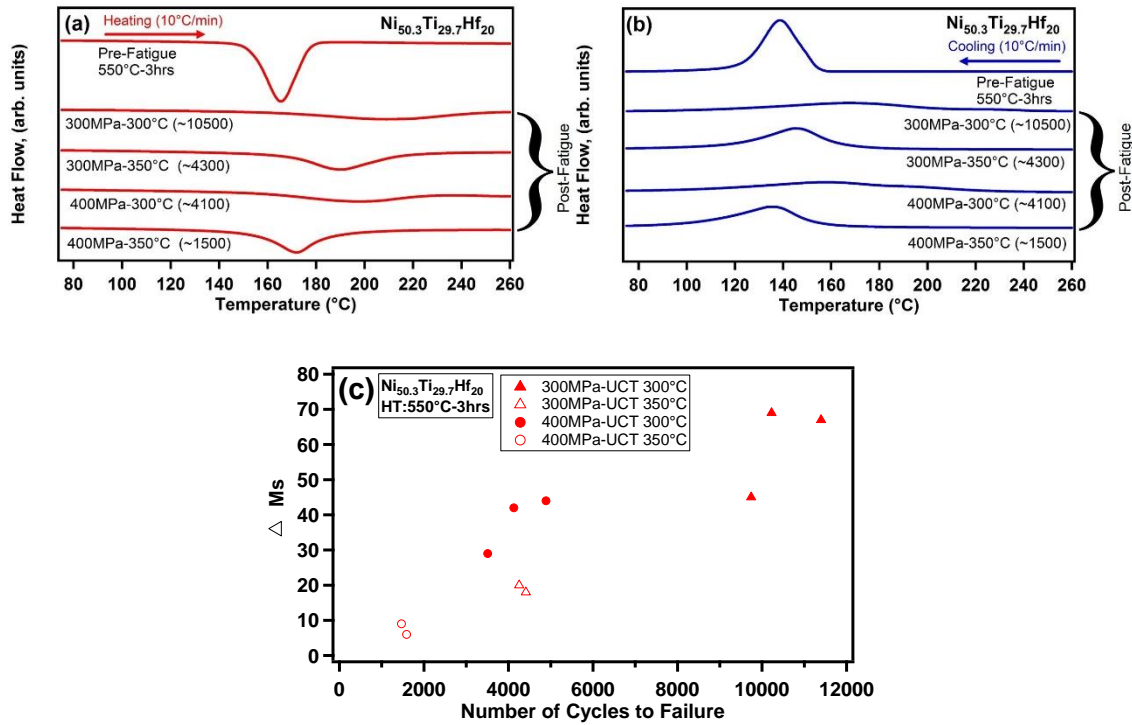 (a)
Heating (10°C/min)
Ni50.3Ti29.7Hf20
Pre-Fatigue
550°C-3hrs
300MPa-300°C (~10500)
300MPa-350°C (~4300)
400MPa-300°C (~4100)
400MPa-350°C (~1500)
Post-Fatigue
Heat Flow, (arb. units)
80 100 120 140 160 180 200 220 240 260
Temperature (°C)
(b)
Ni50.3Ti29.7Hf20
Cooling (10°C/min)
Pre-Fatigue
550°C-3hrs
300MPa-300°C (~10500)
300MPa-350°C (~4300)
400MPa-300°C (~4100)
400MPa-350°C (~1500)
Post-Fatigue
Heat Flow, (arb. units)
80 100 120 140 160 180 200 220 240 260
Temperature (°C)
(c)
Ni50.3Ti29.7Hf20
HT:550°C-3hrs
300MPa-UCT 300°C
300MPa-UCT 350°C
400MPa-UCT 300°C
400MPa-UCT 350°C
△ Ms
80
70
60
50
40
30
20
10
0
0 2000 4000 6000 8000 10000 12000
Number of Cycles to Failure